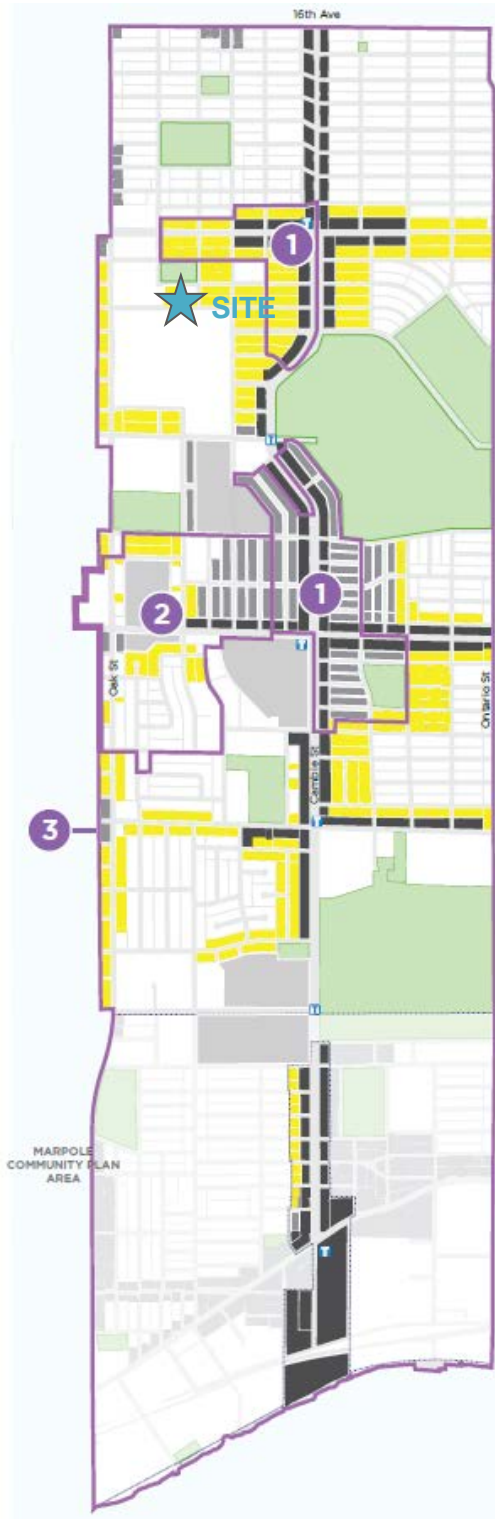 16th Ave
T
1
SITE
T
1
2
T
Oak St
Ontario St
Cambie St
3
T
T
MARPOLE
COMMUNITY PLAN
AREA
T